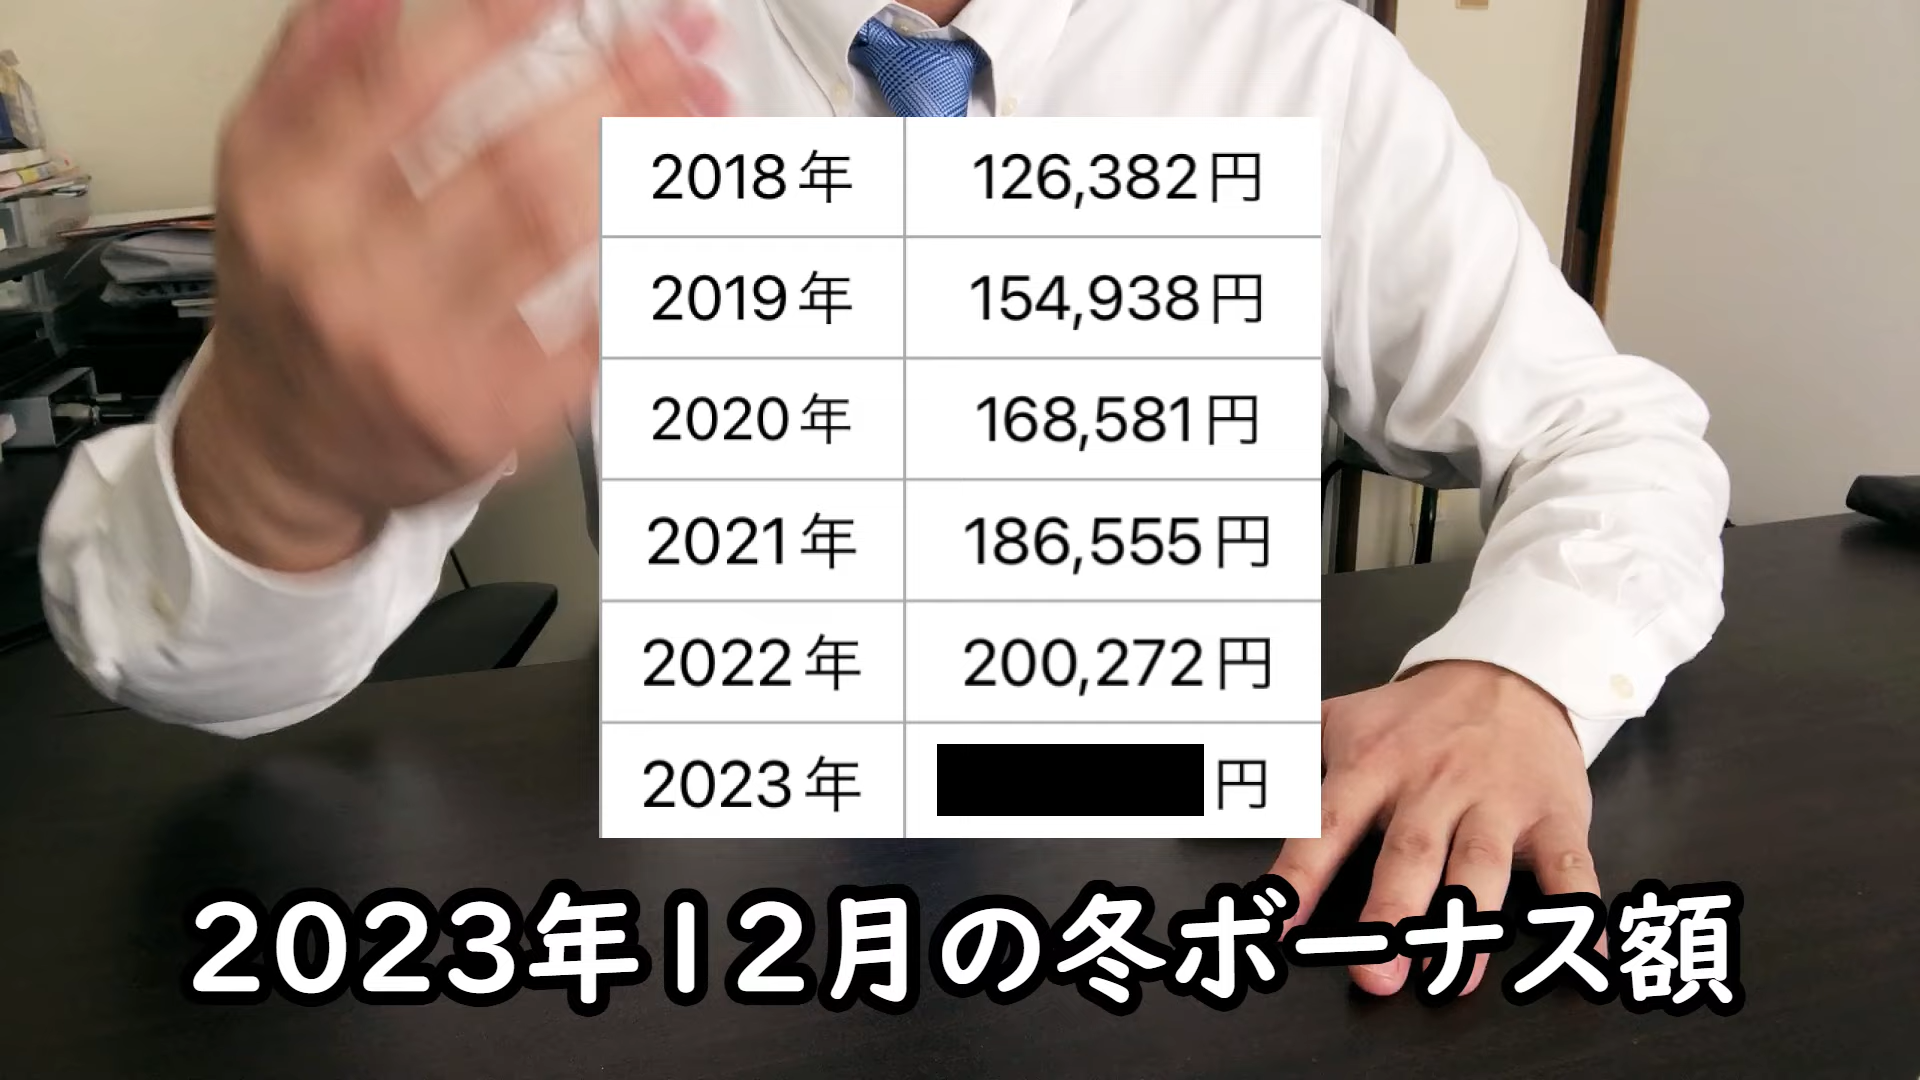 2018年 126,382円
2019年 154,938円
2020年 168,581円
2021年 186,555円
2022年 200,272円
2023年 円
2023年12月の冬ボーナス額